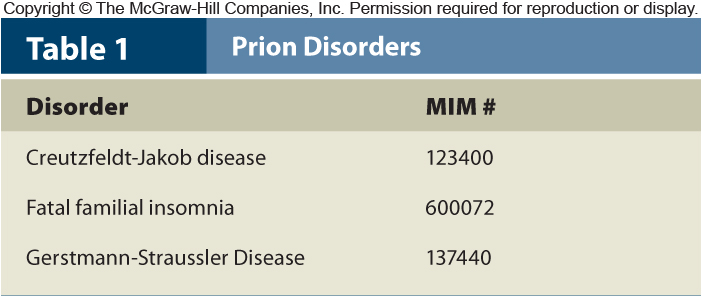 Copyright © The McGraw-Hill Companies, Inc. Permission required for reproduction or display.
Table 1 Prion Disorders
Disorder MIM #
Creutzfeldt-Jakob disease 123400
Fatal familial insomnia 600072
Gerstmann-Straussler Disease 137440